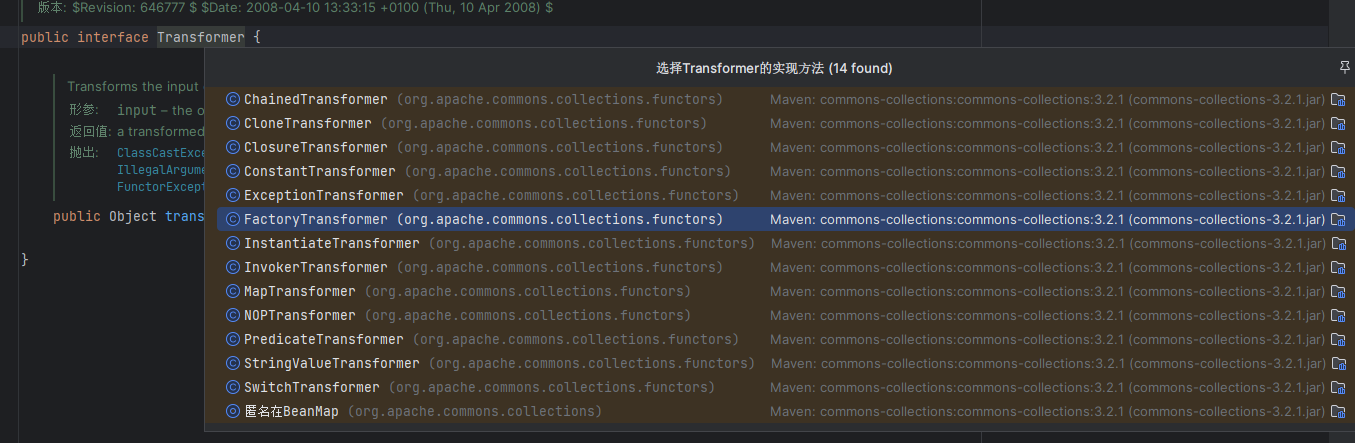 版本: $Revision: 646777 $ $Date: 2008-04-10 13:33:15 +0100 (Thu, 10 Apr 2008) $
public interface Transformer {
选择Transformer的实现方法 (14 found)
Transforms the input
形参: input – the o
返回值: a transformed
抛出: ClassCastExce
IllegalArgume
FunctorExcept
public Object trans
}
ChainedTransformer (org.apache.commons.collections.functors) Maven: commons-collections:commons-collections:3.2.1 (commons-collections-3.2.1.jar)
CloneTransformer (org.apache.commons.collections.functors) Maven: commons-collections:commons-collections:3.2.1 (commons-collections-3.2.1.jar)
ClosureTransformer (org.apache.commons.collections.functors) Maven: commons-collections:commons-collections:3.2.1 (commons-collections-3.2.1.jar)
ConstantTransformer (org.apache.commons.collections.functors) Maven: commons-collections:commons-collections:3.2.1 (commons-collections-3.2.1.jar)
ExceptionTransformer (org.apache.commons.collections.functors) Maven: commons-collections:commons-collections:3.2.1 (commons-collections-3.2.1.jar)
FactoryTransformer (org.apache.commons.collections.functors) Maven: commons-collections:commons-collections:3.2.1 (commons-collections-3.2.1.jar)
InstantiateTransformer (org.apache.commons.collections.functors) Maven: commons-collections:commons-collections:3.2.1 (commons-collections-3.2.1.jar)
InvokerTransformer (org.apache.commons.collections.functors) Maven: commons-collections:commons-collections:3.2.1 (commons-collections-3.2.1.jar)
MapTransformer (org.apache.commons.collections.functors) Maven: commons-collections:commons-collections:3.2.1 (commons-collections-3.2.1.jar)
NOPTransformer (org.apache.commons.collections.functors) Maven: commons-collections:commons-collections:3.2.1 (commons-collections-3.2.1.jar)
PredicateTransformer (org.apache.commons.collections.functors) Maven: commons-collections:commons-collections:3.2.1 (commons-collections-3.2.1.jar)
StringValueTransformer (org.apache.commons.collections.functors) Maven: commons-collections:commons-collections:3.2.1 (commons-collections-3.2.1.jar)
SwitchTransformer (org.apache.commons.collections.functors) Maven: commons-collections:commons-collections:3.2.1 (commons-collections-3.2.1.jar)
匿名在BeanMap (org.apache.commons.collections) Maven: commons-collections:commons-collections:3.2.1 (commons-collections-3.2.1.jar)